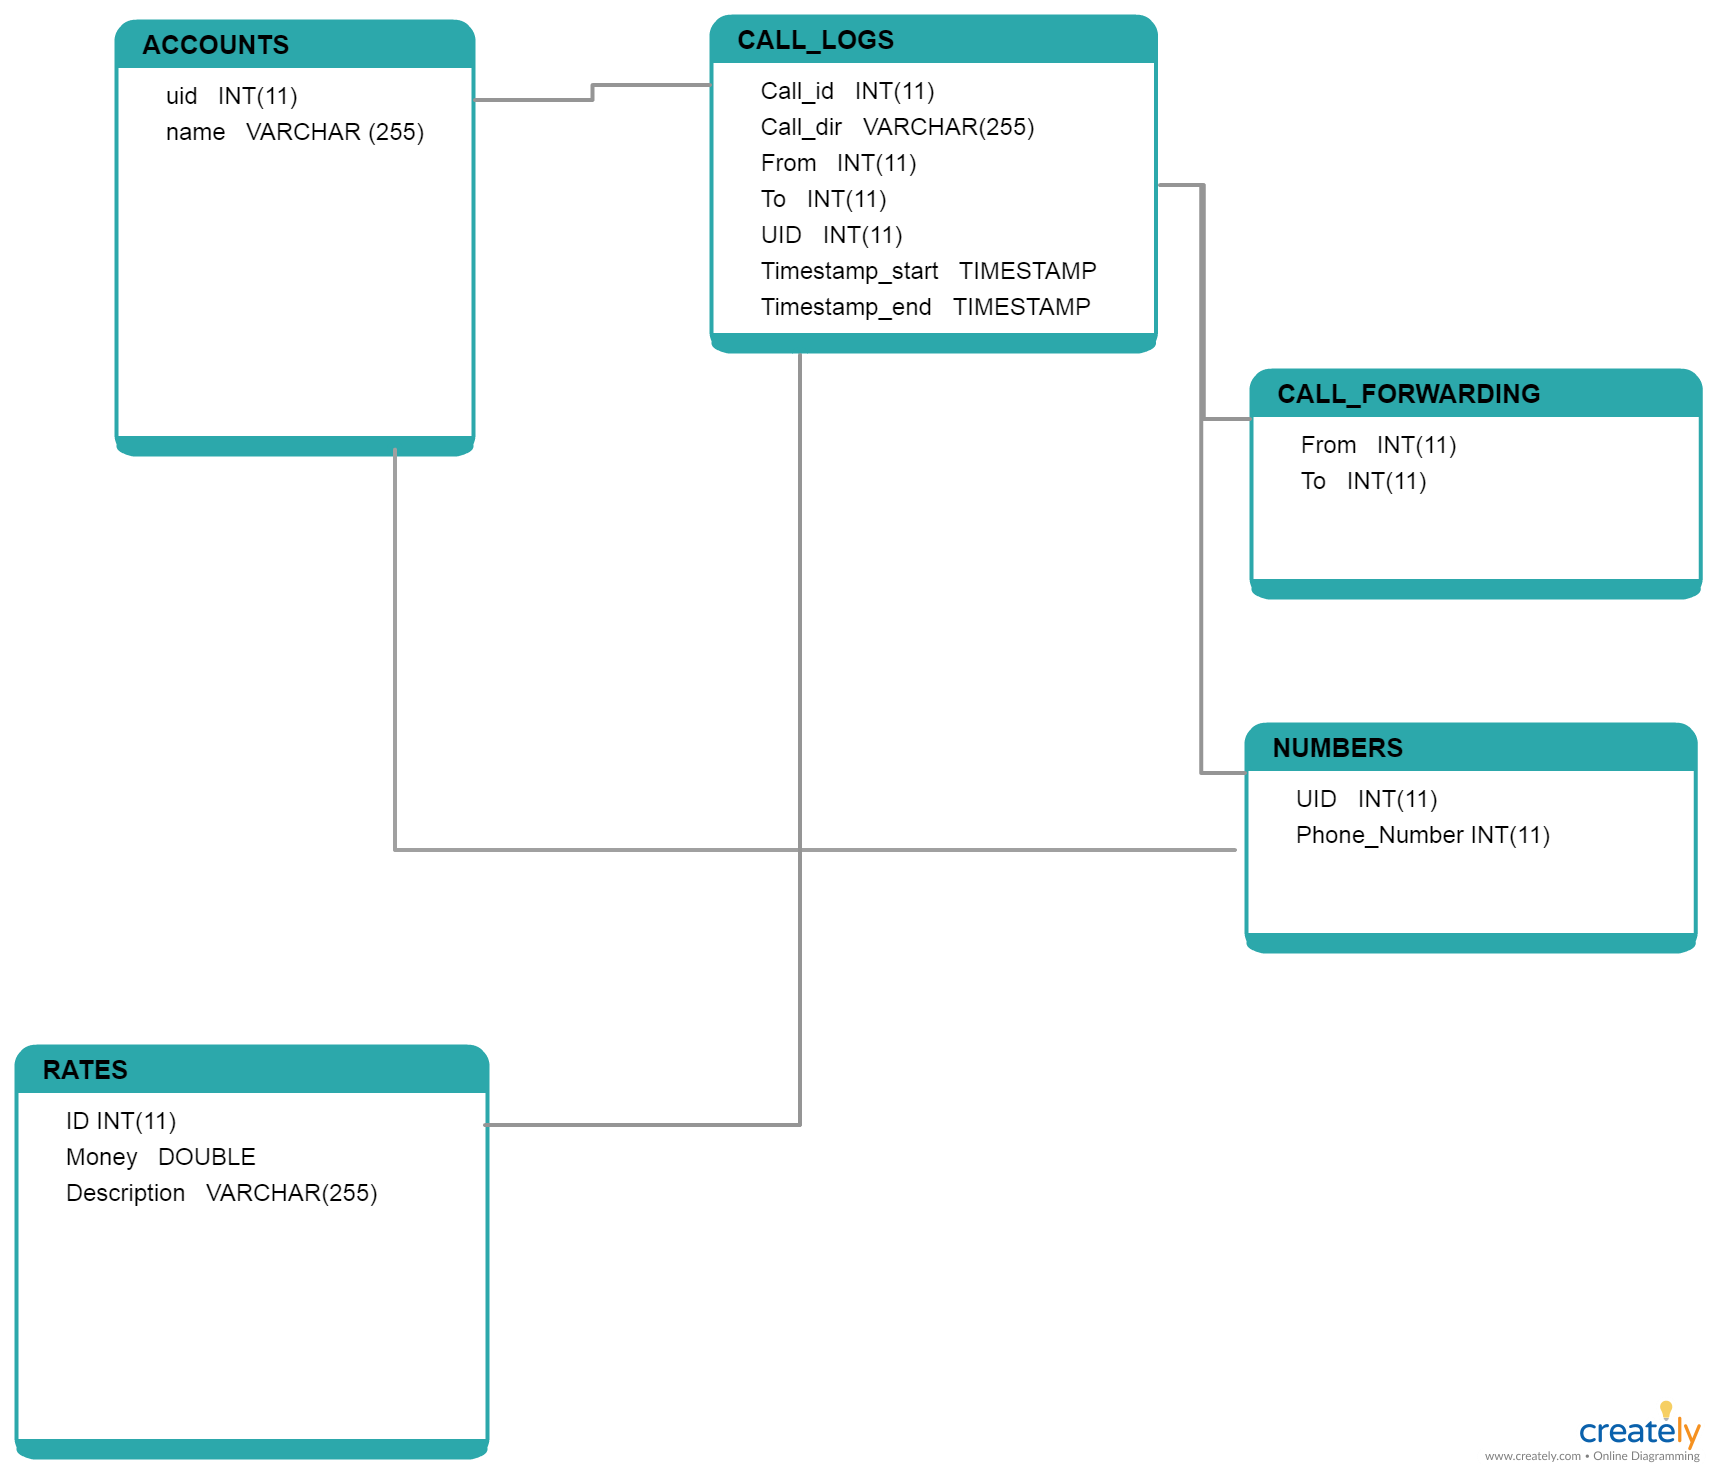 ACCOUNTS
uid INT(11)
name VARCHAR (255)
CALL_LOGS
Call_id INT(11)
Call_dir VARCHAR(255)
From INT(11)
To INT(11)
UID INT(11)
Timestamp_start TIMESTAMP
Timestamp_end TIMESTAMP
CALL_FORWARDING
From INT(11)
To INT(11)
NUMBERS
UID INT(11)
Phone_Number INT(11)
RATES
ID INT(11)
Money DOUBLE
Description VARCHAR(255)
creately
www.creately.com • Online Diagramming